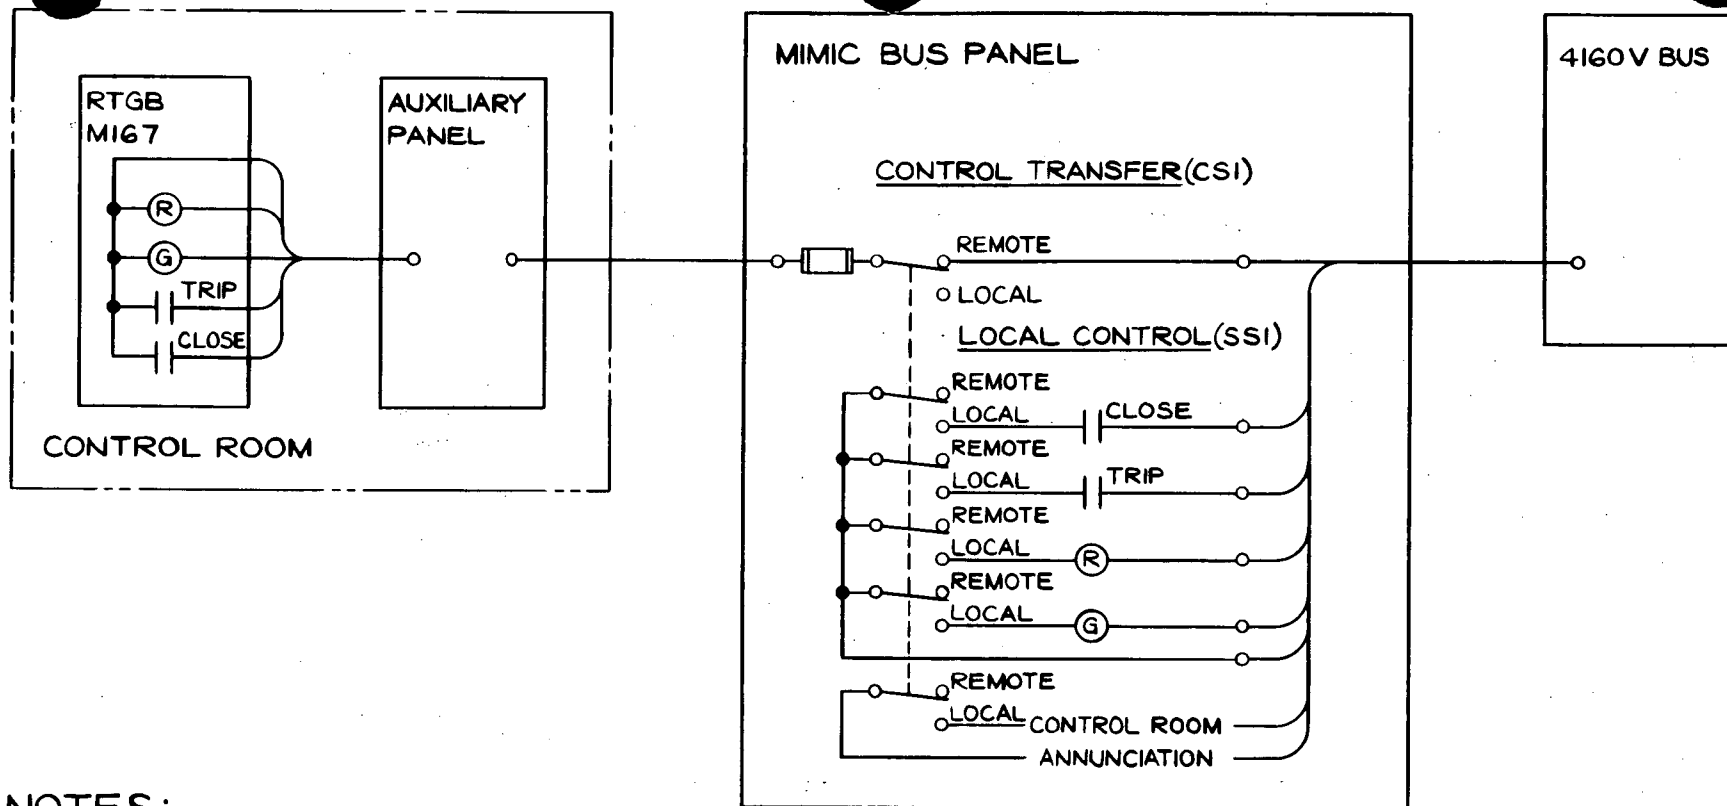 RTGB
M167
R
G
TRIP
CLOSE
AUXILIARY
PANEL
CONTROL ROOM
MIMIC BUS PANEL
CONTROL TRANSFER(CS1)
REMOTE
LOCAL
LOCAL CONTROL(SS1)
REMOTE
LOCAL
CLOSE
REMOTE
LOCAL
TRIP
REMOTE
LOCAL
R
REMOTE
LOCAL
G
REMOTE
LOCAL CONTROL ROOM
ANNUNCIATION
4160V BUS
NOTES: